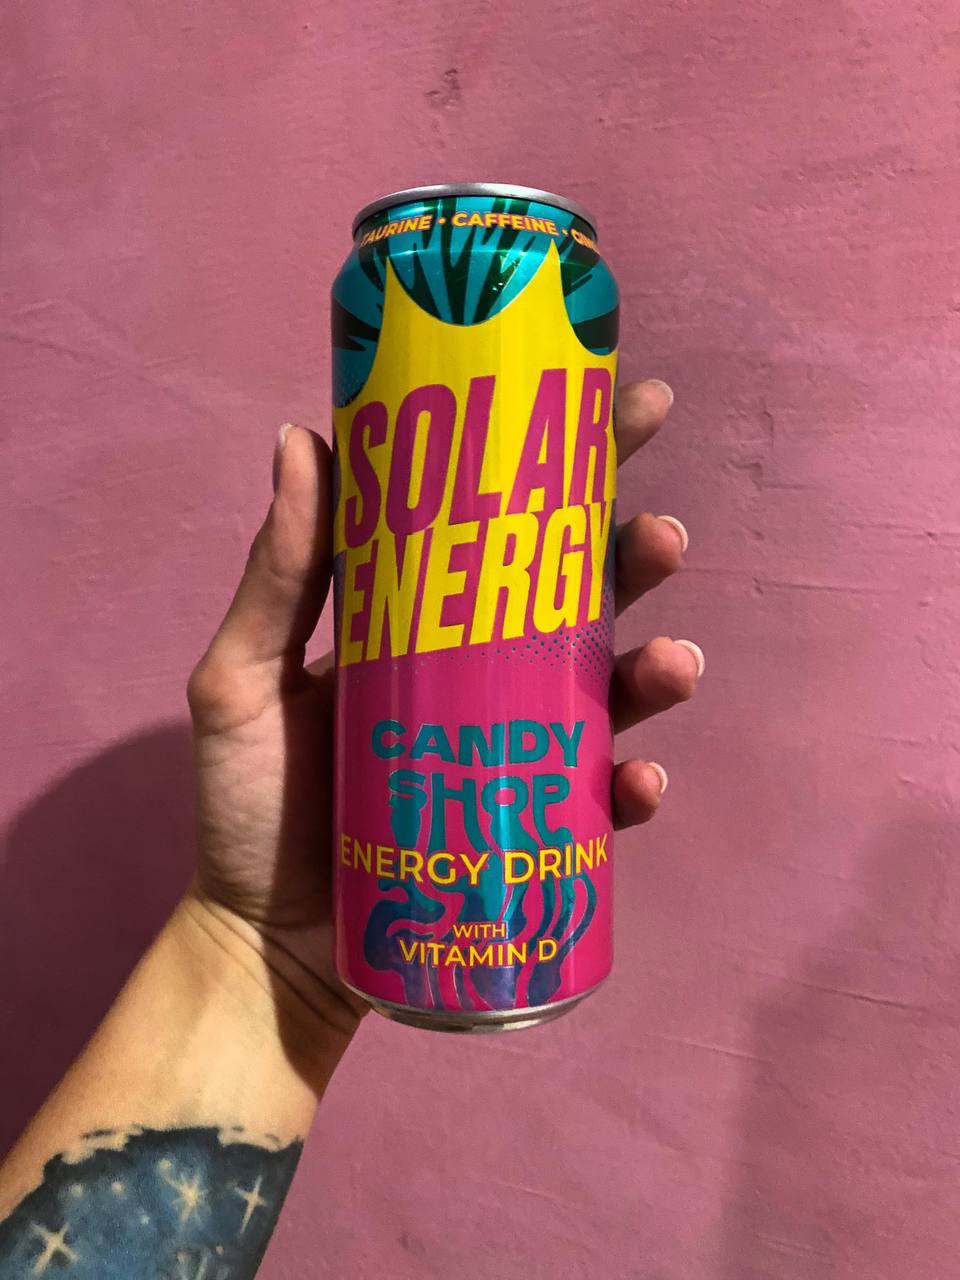 TAURINE • CAFFEINE •
SOLAR
ENERGY
CANDY
SHOP
ENERGY DRINK
WITH
VITAMIN D